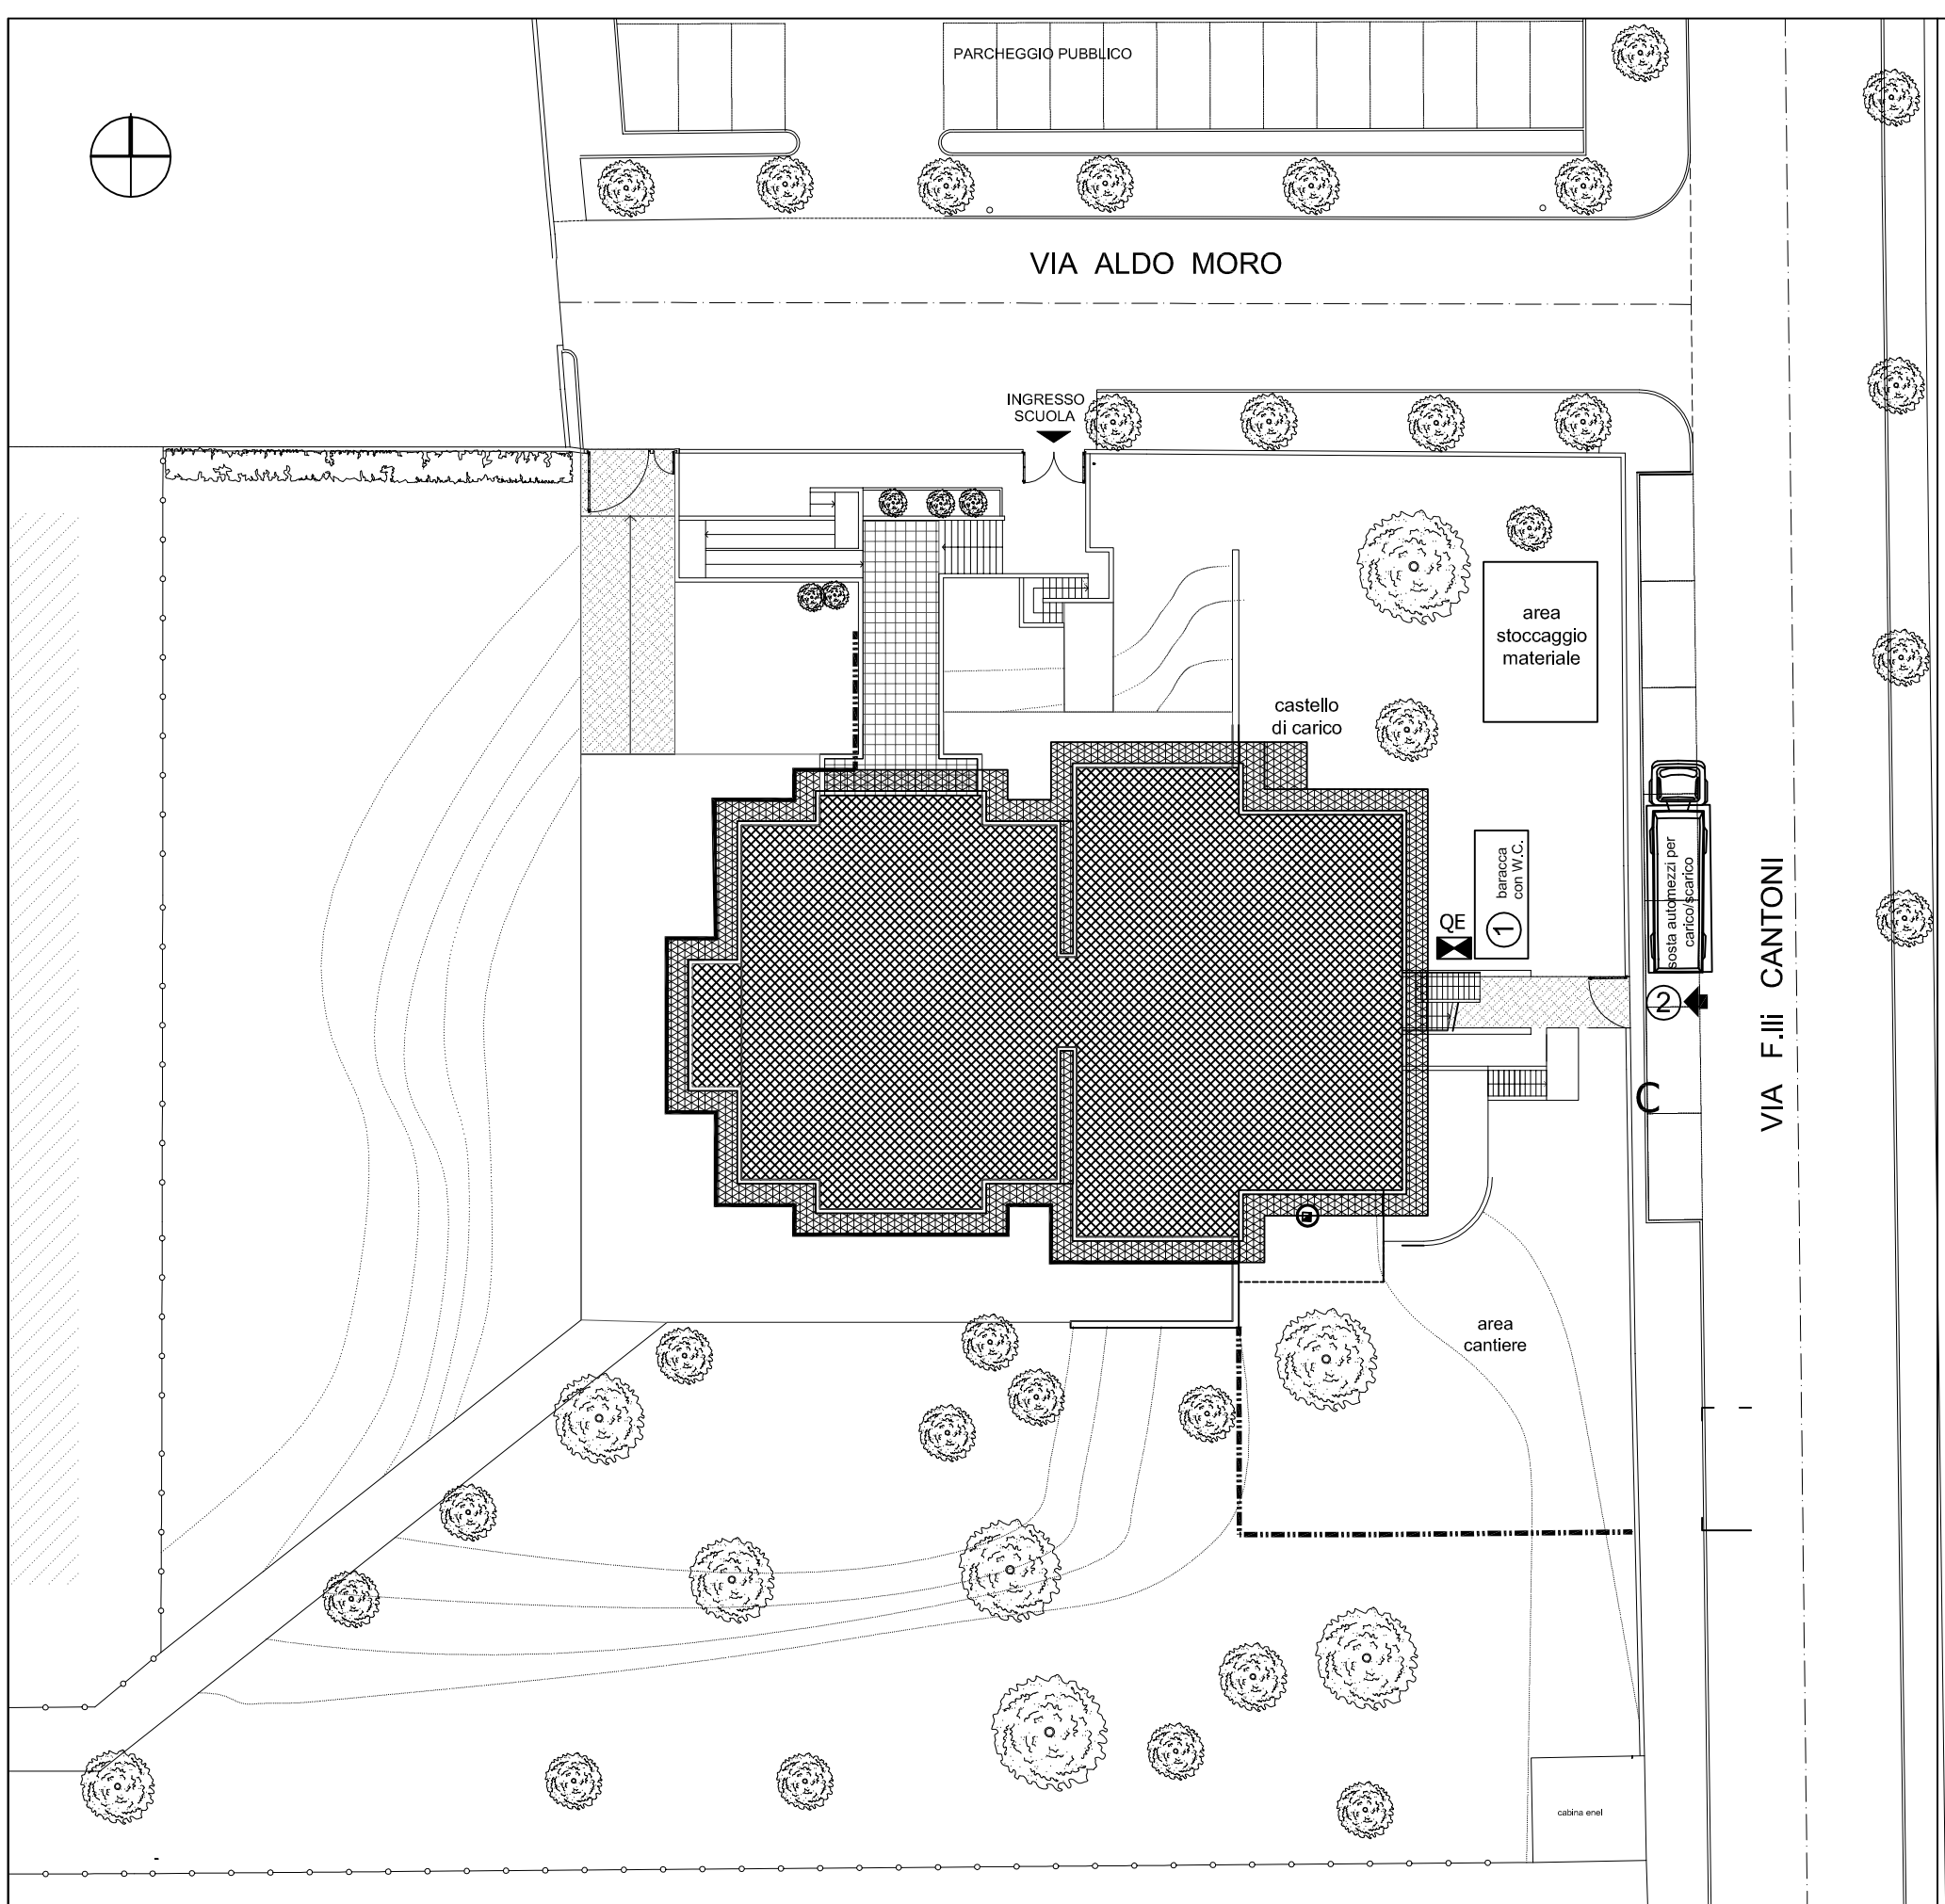 PARCHEGGIO PUBBLICO
VIA ALDO MORO
INGRESSO
SCUOLA
area
stoccaggio
materiale
castello
di carico
sosta automezzi per
carico/scarico
baracca
con W.C.
1
QE
2
VIA F.lli CANTONI
C
area
cantiere
cabina enel